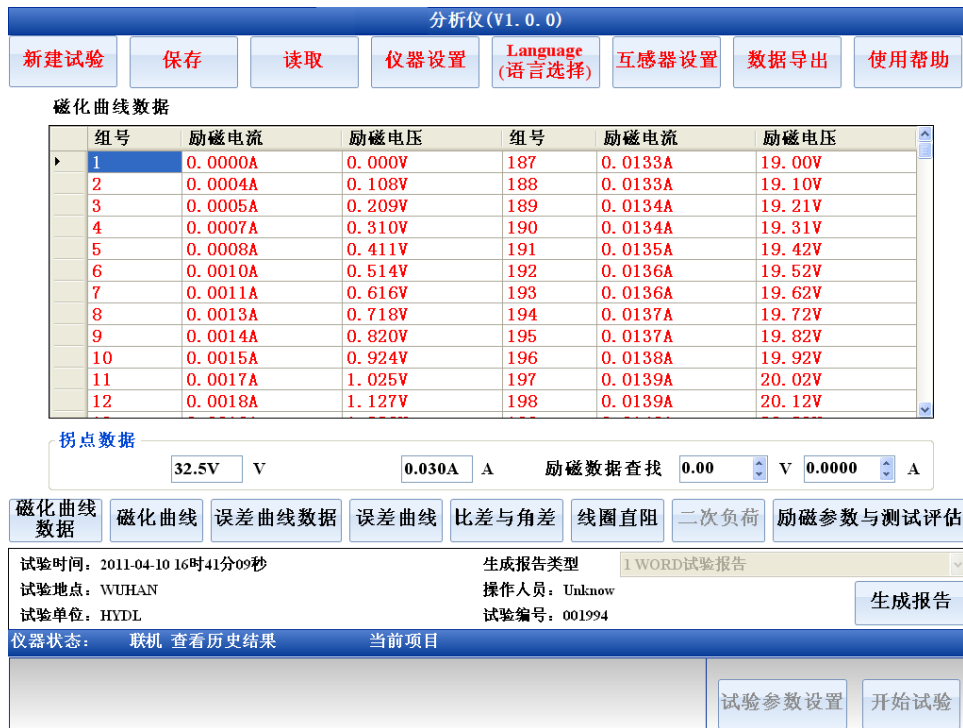 分析仪(V1.0.0)
新建试验 保存 读取 仪器设置 Language (语言选择) 互感器设置 数据导出 使用帮助
磁化曲线数据
组号 励磁电流 励磁电压 组号 励磁电流 励磁电压
1 0.0000A 0.000V 187 0.0133A 19.00V
2 0.0004A 0.108V 188 0.0133A 19.10V
3 0.0005A 0.209V 189 0.0134A 19.21V
4 0.0007A 0.310V 190 0.0134A 19.31V
5 0.0008A 0.411V 191 0.0135A 19.42V
6 0.0010A 0.514V 192 0.0136A 19.52V
7 0.0011A 0.616V 193 0.0136A 19.62V
8 0.0013A 0.718V 194 0.0137A 19.72V
9 0.0014A 0.820V 195 0.0137A 19.82V
10 0.0015A 0.924V 196 0.0138A 19.92V
11 0.0017A 1.025V 197 0.0139A 20.02V
12 0.0018A 1.127V 198 0.0139A 20.12V
拐点数据
32.5V V 0.030A A 励磁数据查找 0.00 V 0.0000 A
磁化曲线数据 磁化曲线 误差曲线数据 误差曲线 比差与角差 线圈直阻 二次负荷 励磁参数与测试评估
试验时间：2011-04-10 16时41分09秒 生成报告类型 1 WORD试验报告
试验地点：WUHAN 操作人员：Unknow
试验单位：HYDL 试验编号：001994
生成报告
仪器状态： 联机 查看历史结果 当前项目
试验参数设置 开始试验